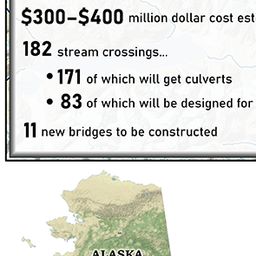 $300–$400 million dollar cost est
182 stream crossings...
• 171 of which will get culverts
• 83 of which will be designed for
11 new bridges to be constructed
ALASKA